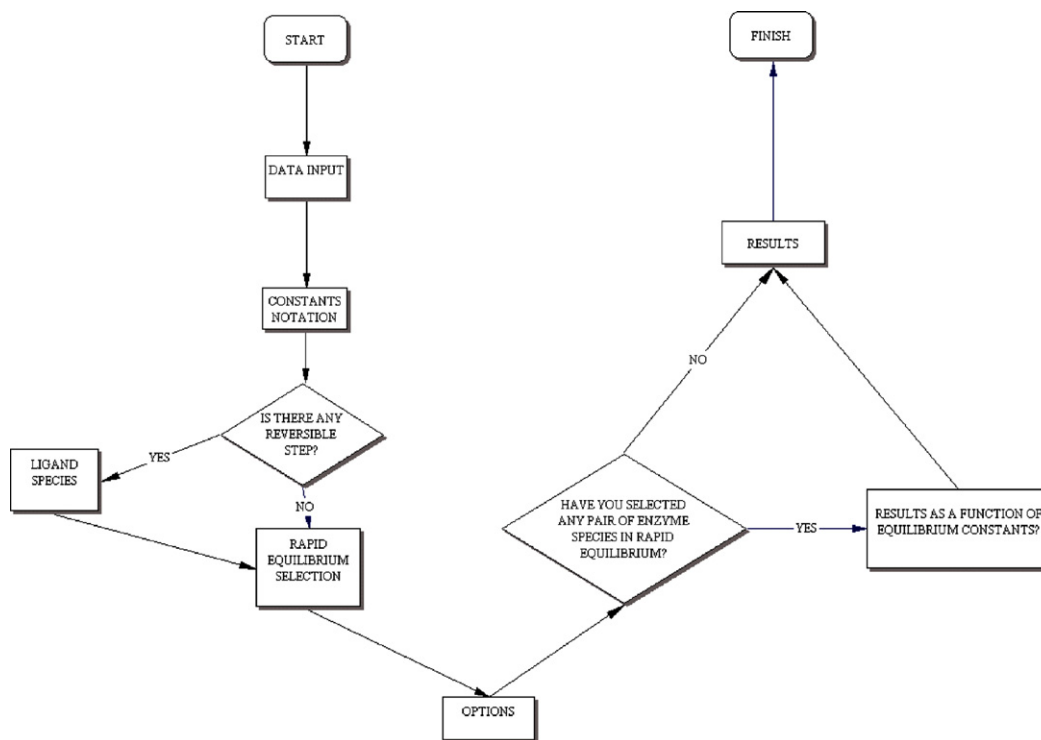 START
DATA INPUT
CONSTANTS
NOTATION
IS THERE ANY
REVERSIBLE
STEP?
YES
LIGAND
SPECIES
NO
RAPID
EQUILIBRIUM
SELECTION
OPTIONS
HAVE YOU SELECTED
ANY PAIR OF ENZYME
SPECIES IN RAPID
EQUILIBRIUM?
YES
RESULTS AS A FUNCTION OF
EQUILIBRIUM CONSTANTS?
NO
RESULTS
FINISH